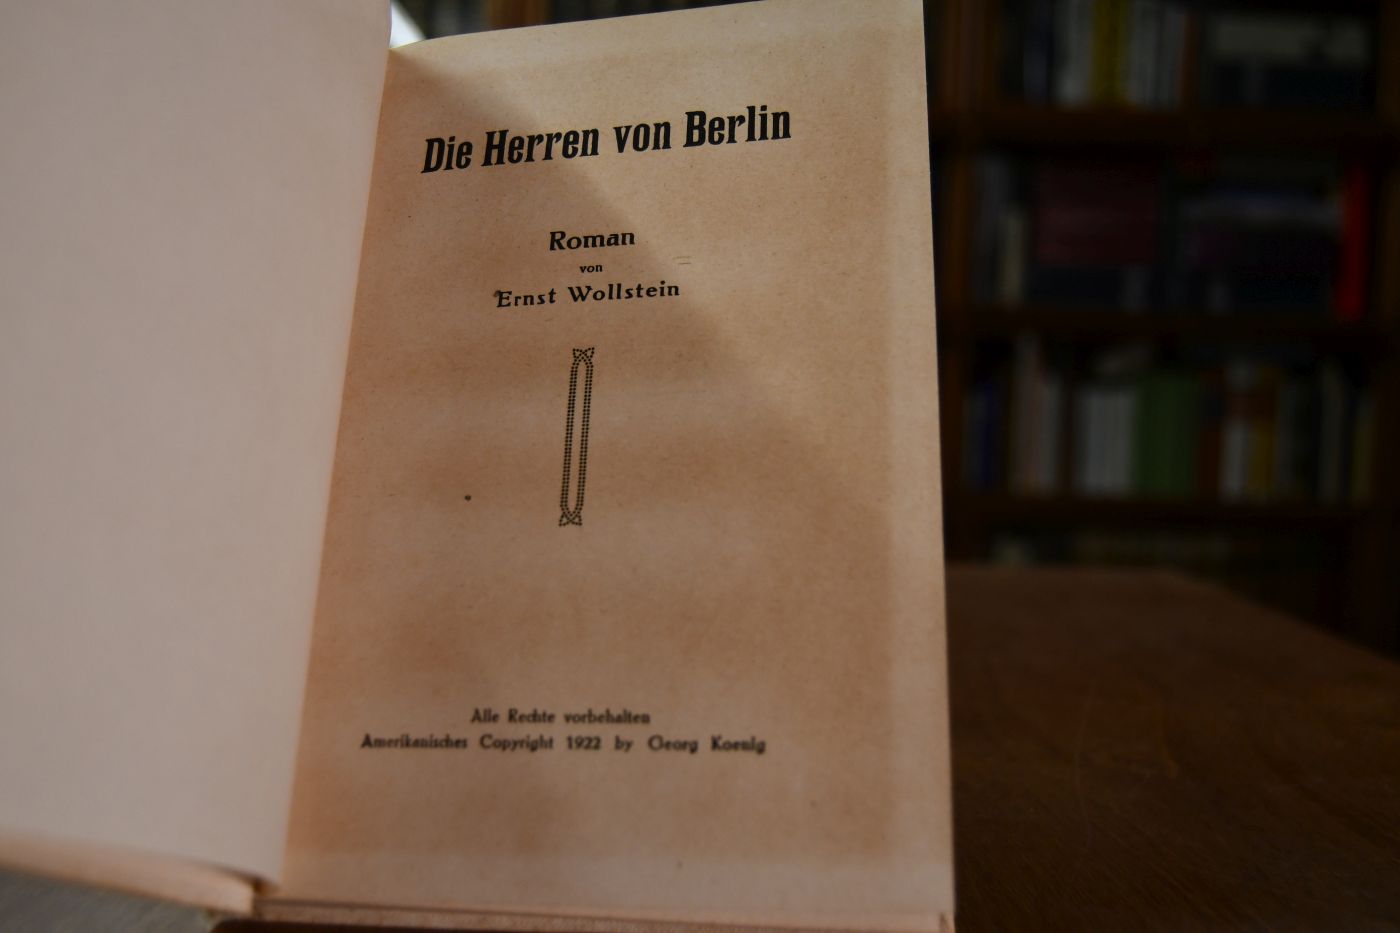 Die Herren von Berlin
Roman
von
Ernst Wollstein
Alle Rechte vorbehalten
Amerikanisches Copyright 1922 by Georg Koenig